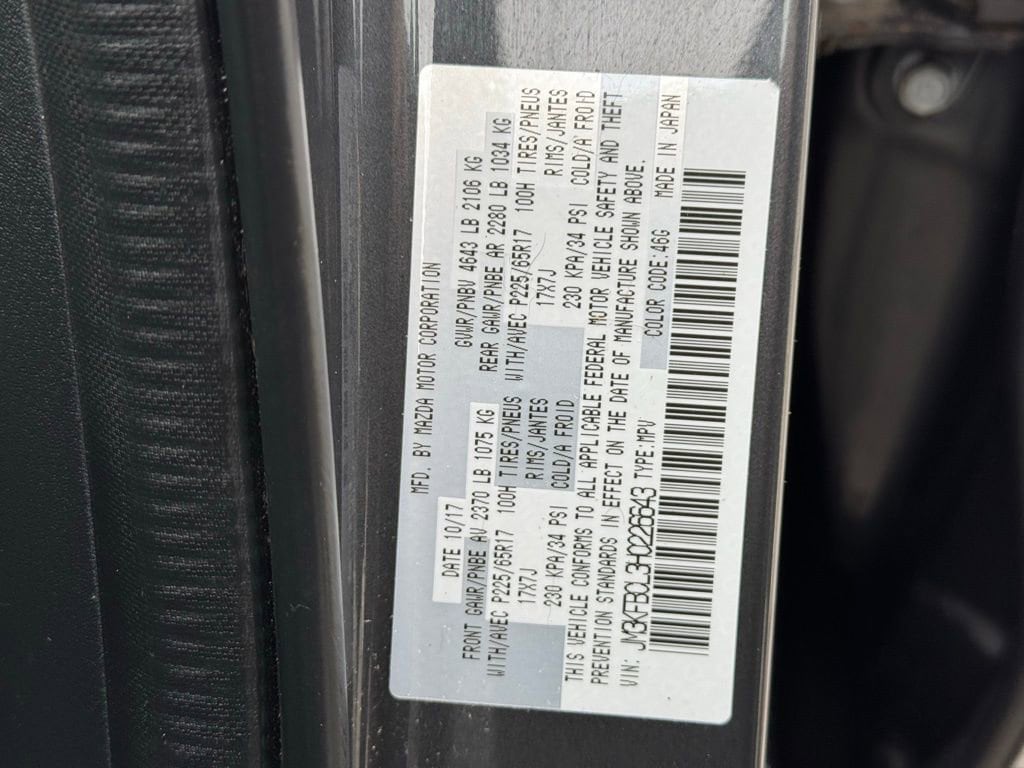 MFD. BY MAZDA MOTOR CORPORATION
DATE 10/17 GVWR/PNBV 4643 LB 2106 KG
FRONT GAWR/PNBE AV 2370 LB 1075 KG REAR GAWR/PNBE AR 2280 LB 1034 KG
WITH/AVEC P225/65R17 100H TIRES/PNEUS WITH/AVEC P225/65R17 100H TIRES/PNEUS
17X7J RIMS/JANTES 17X7J RIMS/JANTES
230 KPA/34 PSI COLD/A FROID 230 KPA/34 PSI COLD/A FROID
THIS VEHICLE CONFORMS TO ALL APPLICABLE FEDERAL MOTOR VEHICLE SAFETY AND THEFT
PREVENTION STANDARDS IN EFFECT ON THE DATE OF MANUFACTURE SHOWN ABOVE.
VIN: JM3KFBCL3H0226643 TYPE:MPV COLOR CODE:46G MADE IN JAPAN